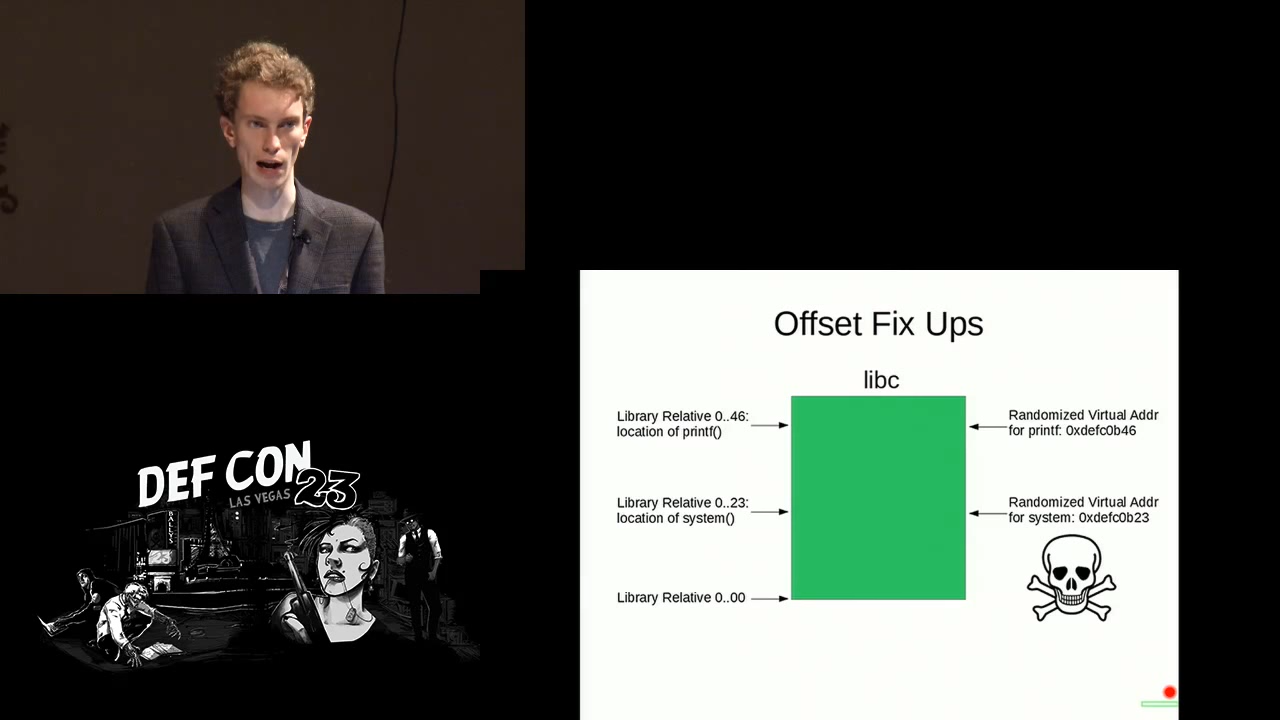 Offset Fix Ups
libc
Library Relative 0..46:
location of printf()
Randomized Virtual Addr
for printf: 0xdefc0b46
Library Relative 0..23:
location of system()
Randomized Virtual Addr
for system: 0xdefc0b23
Library Relative 0..00
DEF CON
LAS VEGAS 23
BALLYS